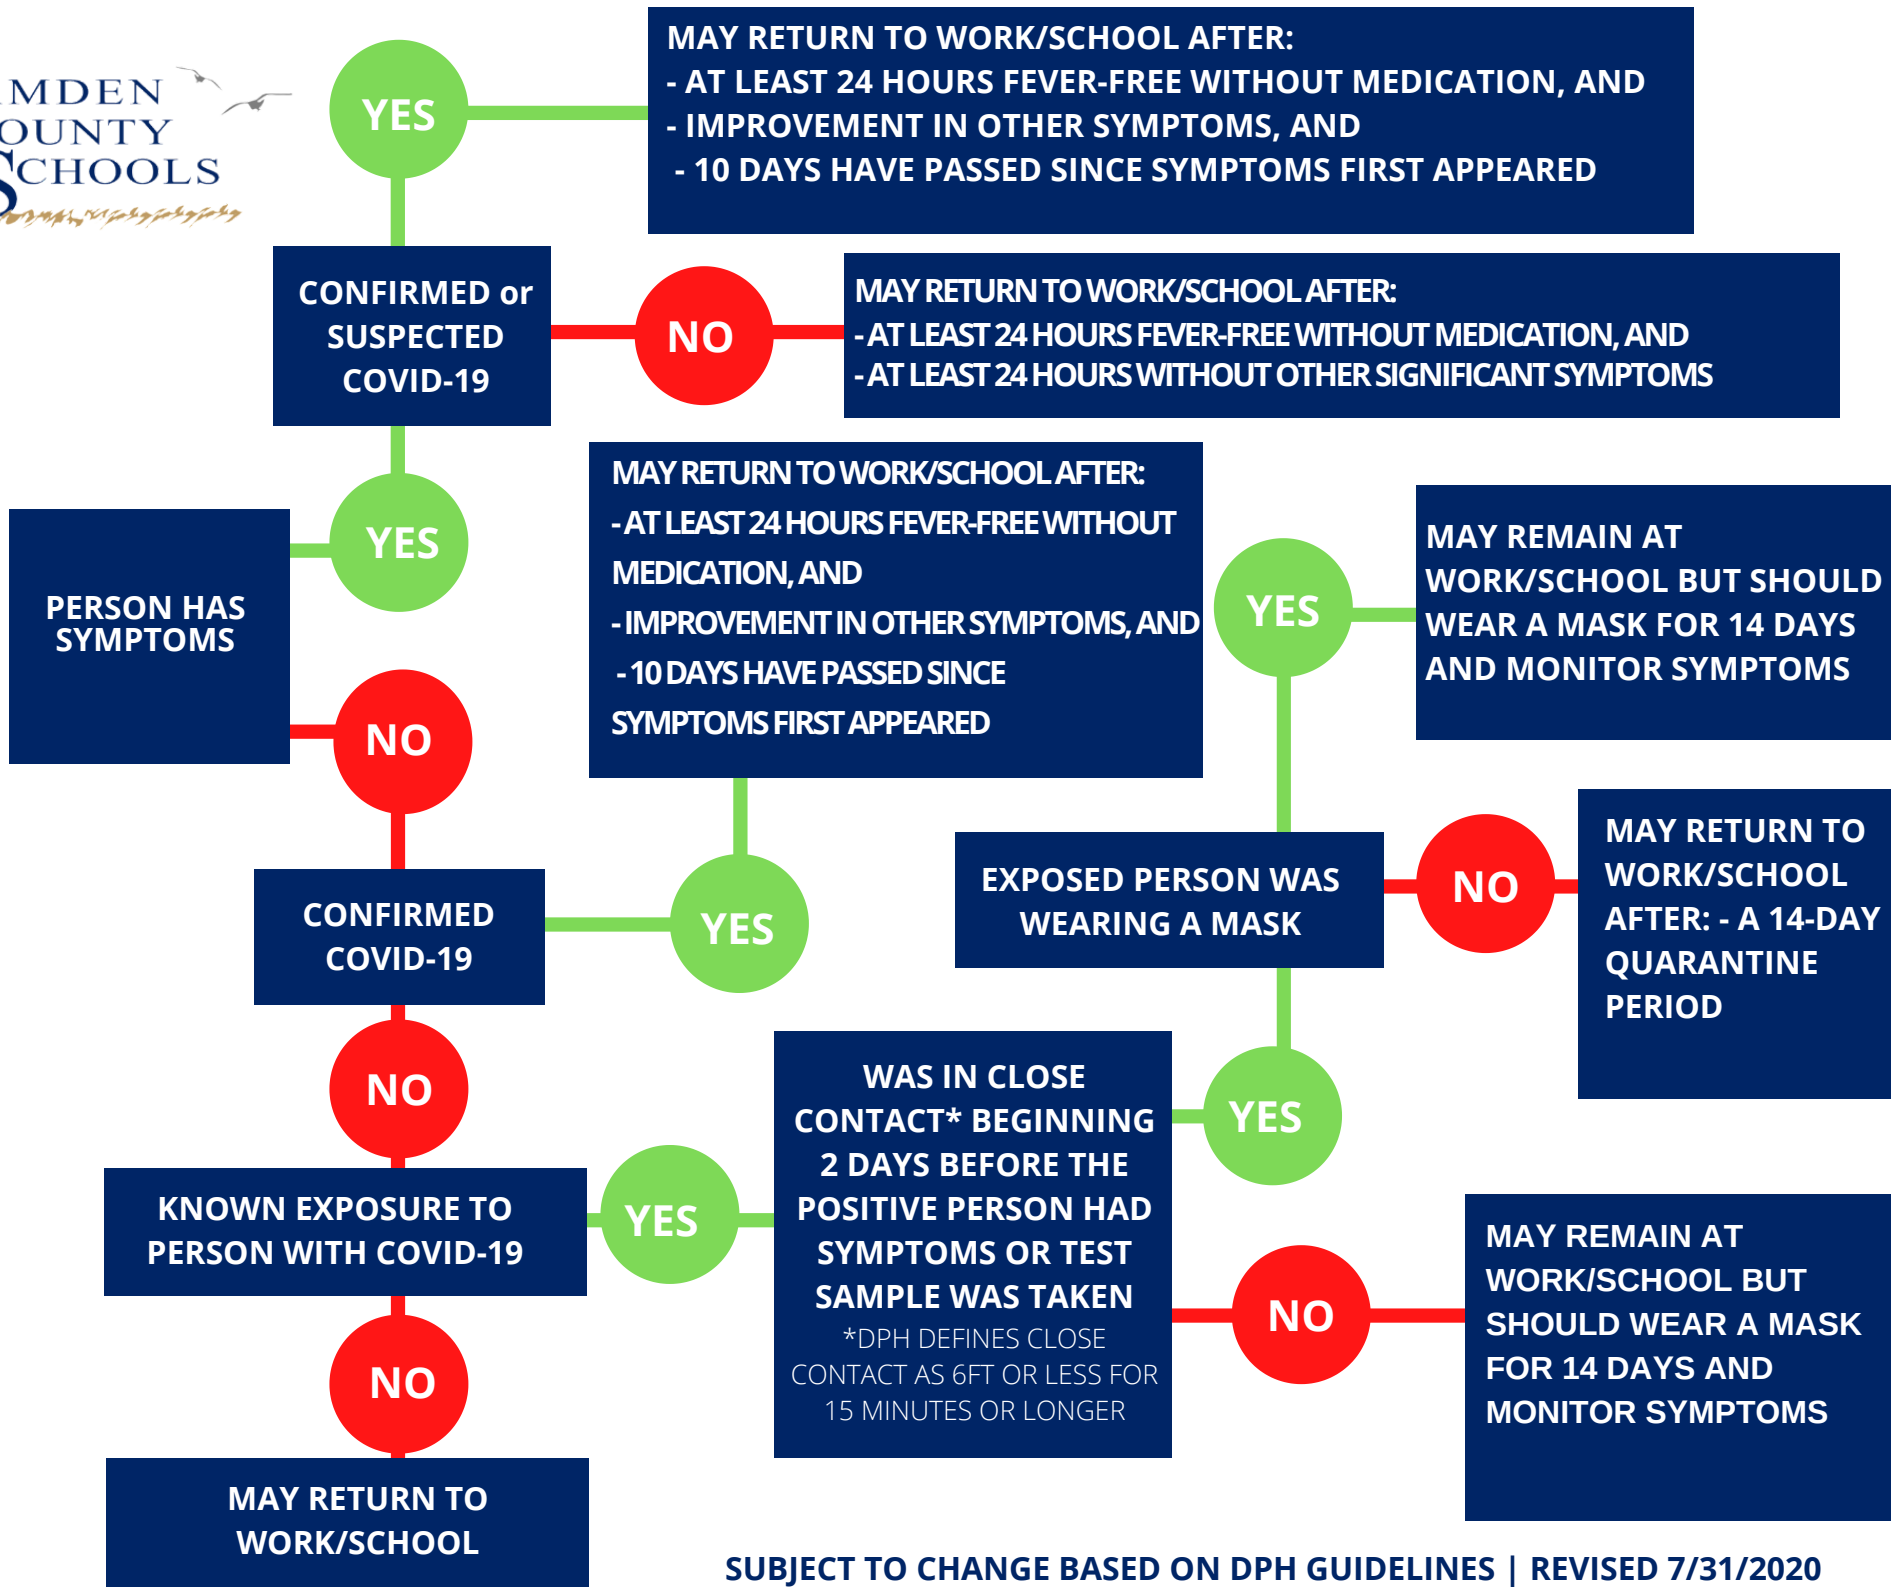 MAY RETURN TO WORK/SCHOOL AFTER:
- AT LEAST 24 HOURS FEVER-FREE WITHOUT MEDICATION, AND
- IMPROVEMENT IN OTHER SYMPTOMS, AND
- 10 DAYS HAVE PASSED SINCE SYMPTOMS FIRST APPEARED
YES
AMDEN
OUNTY
SCHOOLS
CONFIRMED or
SUSPECTED
COVID-19
NO
MAY RETURN TO WORK/SCHOOL AFTER:
- AT LEAST 24 HOURS FEVER-FREE WITHOUT MEDICATION, AND
- AT LEAST 24 HOURS WITHOUT OTHER SIGNIFICANT SYMPTOMS
YES
PERSON HAS
SYMPTOMS
NO
MAY RETURN TO WORK/SCHOOL AFTER:
- AT LEAST 24 HOURS FEVER-FREE WITHOUT
MEDICATION, AND
- IMPROVEMENT IN OTHER SYMPTOMS, AND
- 10 DAYS HAVE PASSED SINCE
SYMPTOMS FIRST APPEARED
YES
MAY REMAIN AT
WORK/SCHOOL BUT SHOULD
WEAR A MASK FOR 14 DAYS
AND MONITOR SYMPTOMS
CONFIRMED
COVID-19
YES
EXPOSED PERSON WAS
WEARING A MASK
NO
MAY RETURN TO
WORK/SCHOOL
AFTER: - A 14-DAY
QUARANTINE
PERIOD
NO
KNOWN EXPOSURE TO
PERSON WITH COVID-19
YES
WAS IN CLOSE
CONTACT* BEGINNING
2 DAYS BEFORE THE
POSITIVE PERSON HAD
SYMPTOMS OR TEST
SAMPLE WAS TAKEN
*DPH DEFINES CLOSE
CONTACT AS 6FT OR LESS FOR
15 MINUTES OR LONGER
YES
NO
MAY REMAIN AT
WORK/SCHOOL BUT
SHOULD WEAR A MASK
FOR 14 DAYS AND
MONITOR SYMPTOMS
NO
MAY RETURN TO
WORK/SCHOOL
SUBJECT TO CHANGE BASED ON DPH GUIDELINES | REVISED 7/31/2020